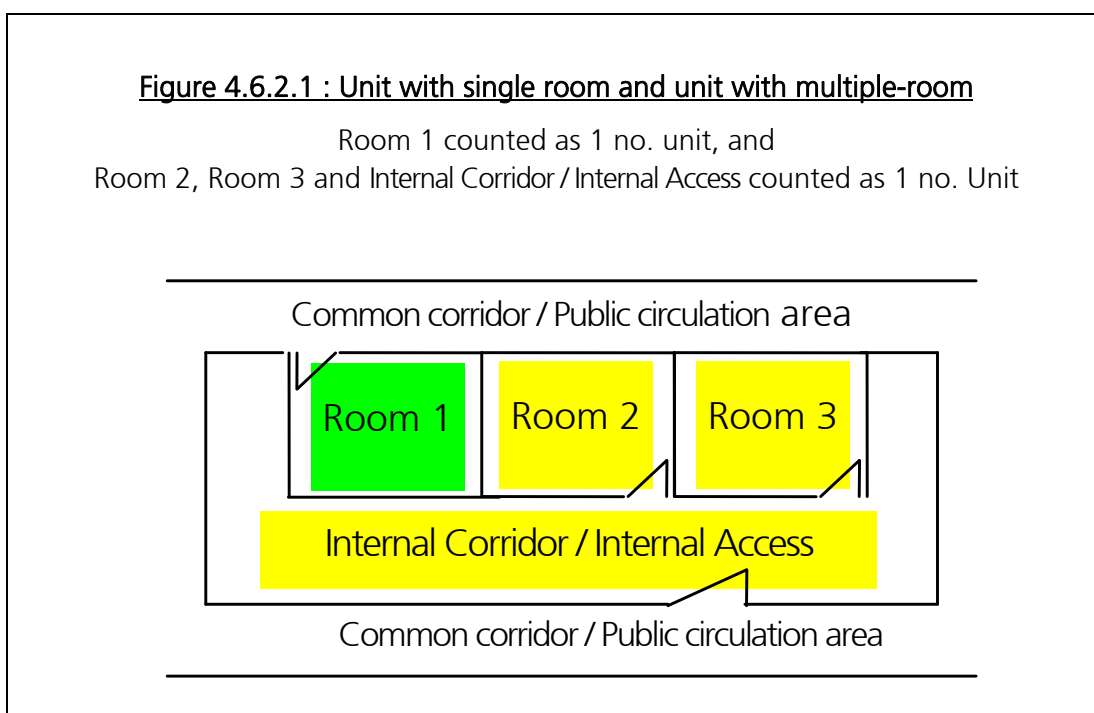 Figure 4.6.2.1 : Unit with single room and unit with multiple-room
Room 1 counted as 1 no. unit, and
Room 2, Room 3 and Internal Corridor / Internal Access counted as 1 no. Unit
Common corridor / Public circulation area
Room 1 Room 2 Room 3
Internal Corridor / Internal Access
Common corridor / Public circulation area